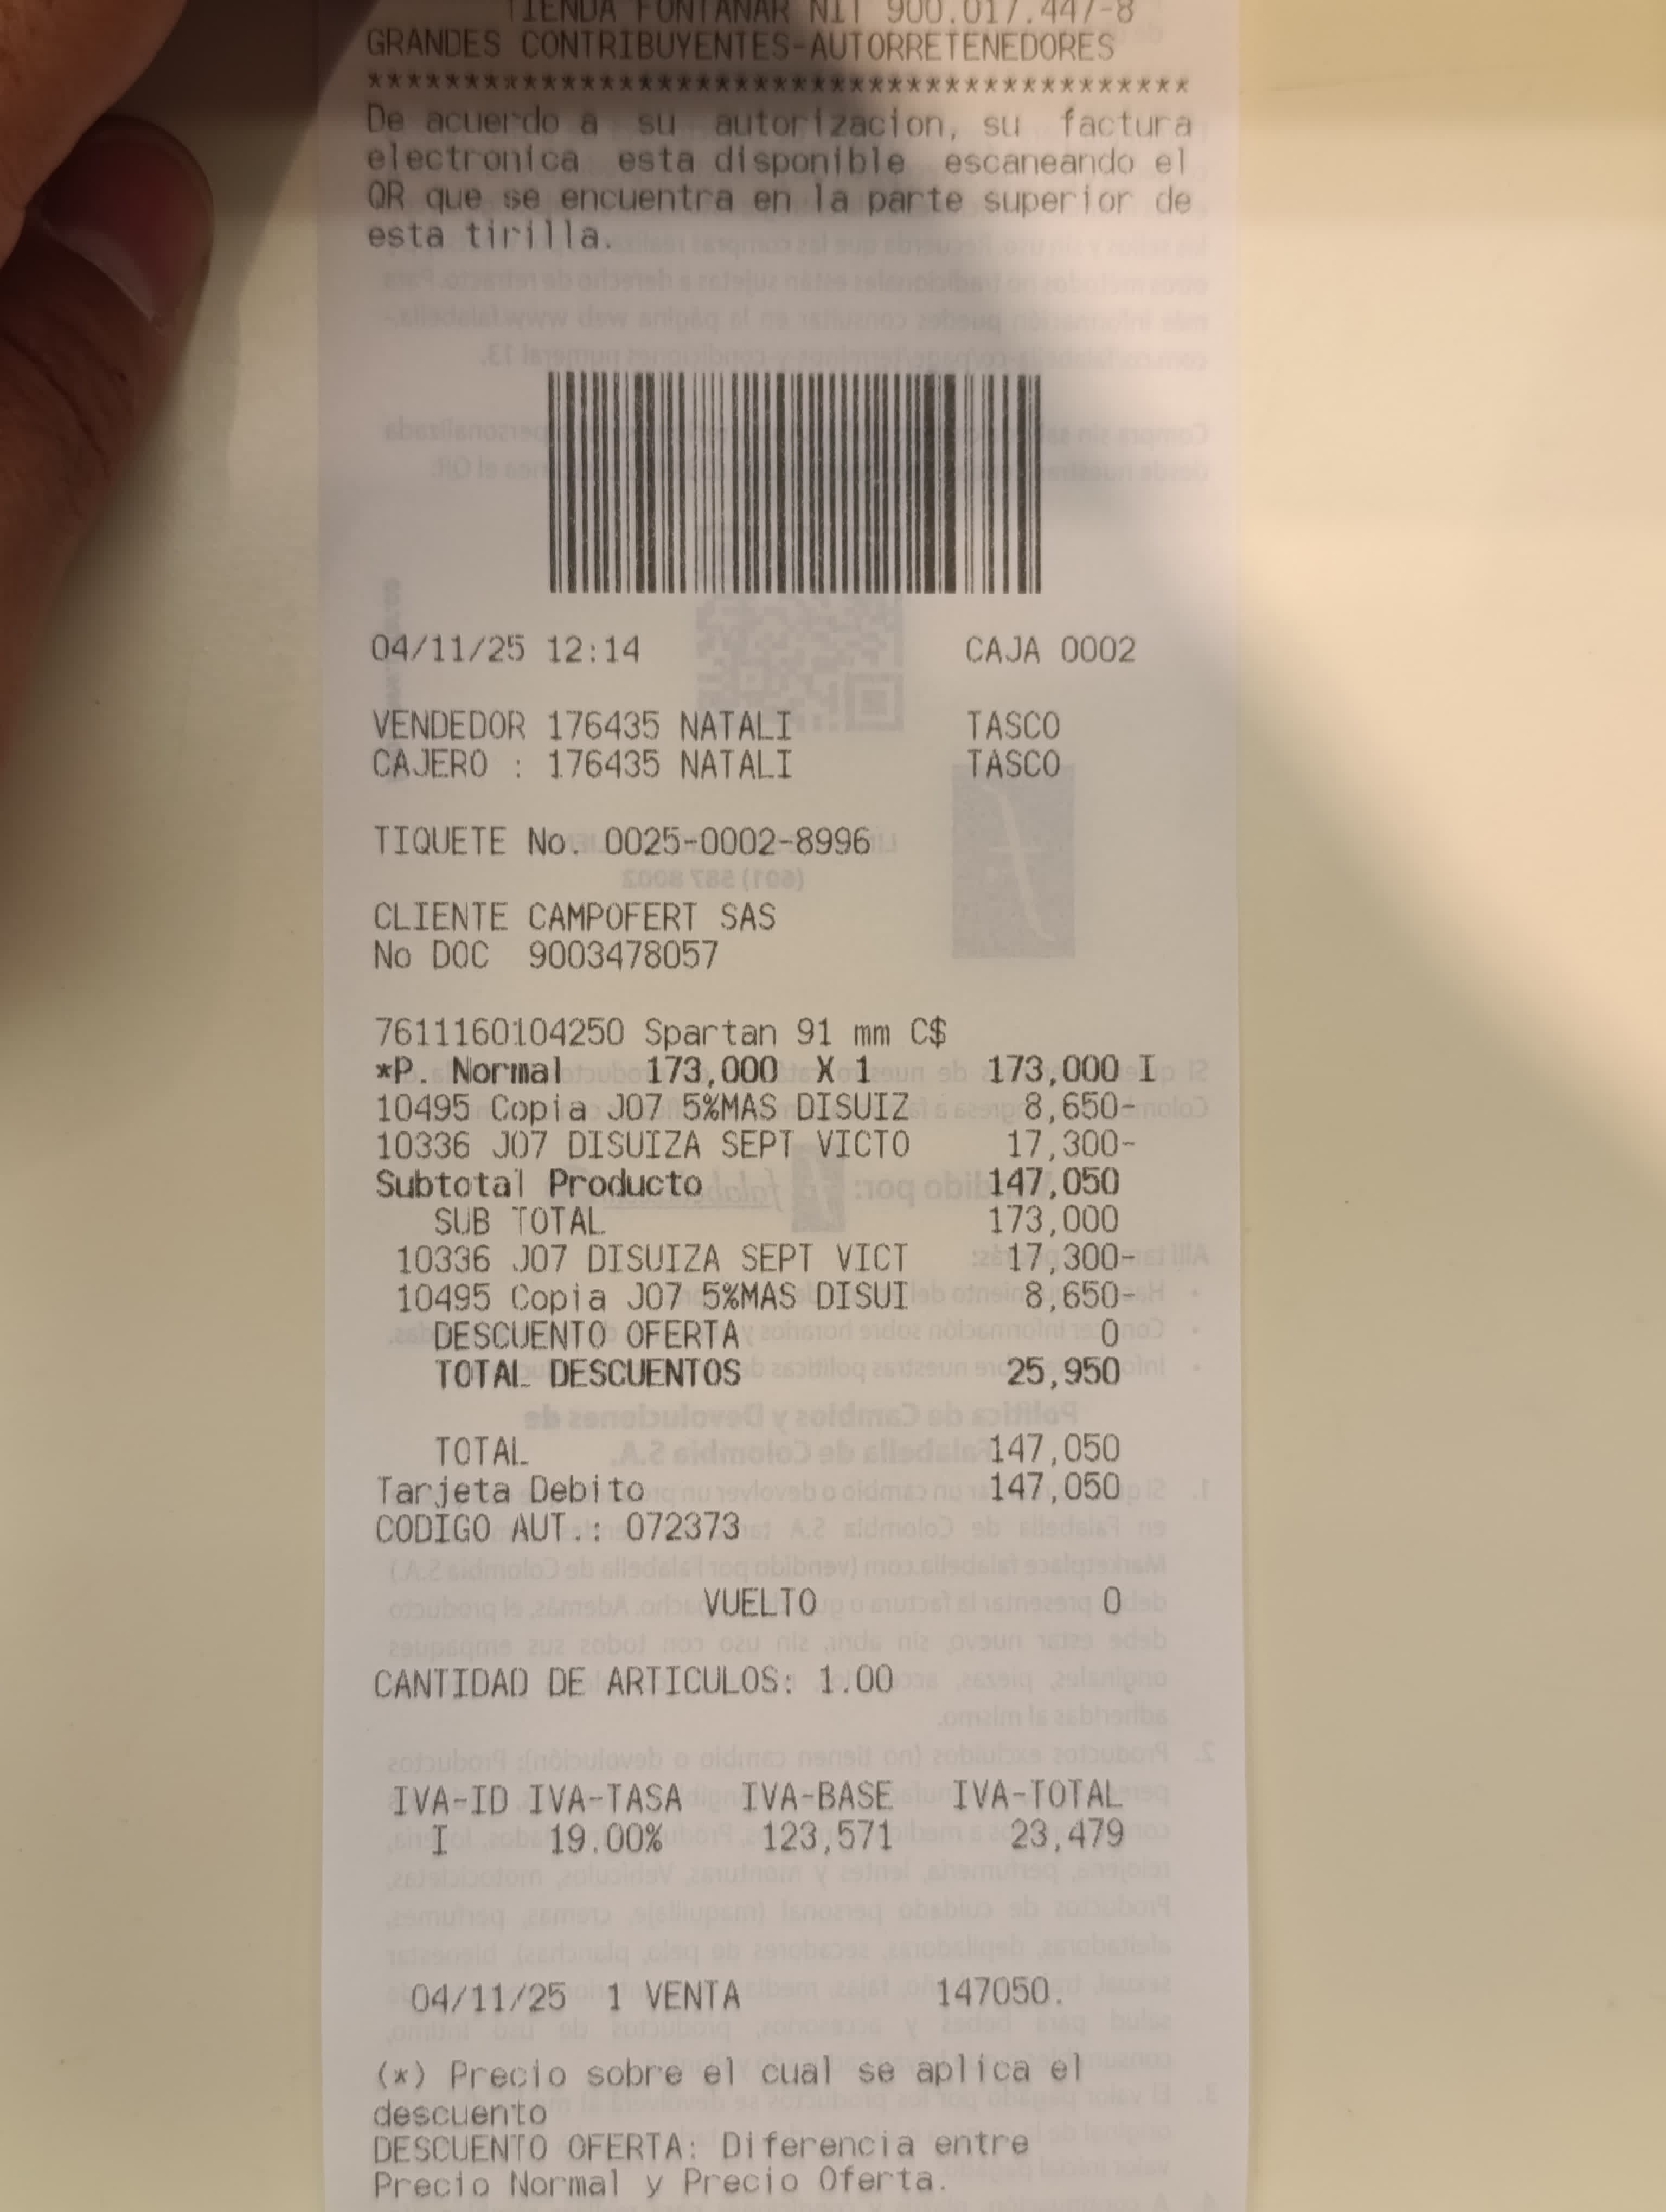 TIENDA FONTANAR NIT 900.017.447-8
GRANDES CONTRIBUYENTES-AUTORRETENEDORES
******************************************
De acuerdo a su autorizacion, su factura
electronica esta disponible escaneando el
QR que se encuentra en la parte superior de
esta tirilla.
04/11/25 12:14 CAJA 0002
VENDEDOR 176435 NATALI TASCO
CAJERO : 176435 NATALI TASCO
TIQUETE No. 0025-0002-8996
CLIENTE CAMPOFERT SAS
No DOC 9003478057
7611160104250 Spartan 91 mm C$
*P. Normal 173,000 X 1 173,000 I
10495 Copia J07 5%MAS DISUIZ 8,650-
10336 J07 DISUIZA SEPT VICTO 17,300-
Subtotal Producto 147,050
SUB TOTAL 173,000
10336 J07 DISUIZA SEPT VICT 17,300-
10495 Copia J07 5%MAS DISUI 8,650-
DESCUENTO OFERTA 0
TOTAL DESCUENTOS 25,950
TOTAL 147,050
Tarjeta Debito 147,050
CODIGO AUT.: 072373
VUELTO 0
CANTIDAD DE ARTICULOS: 1.00
IVA-ID IVA-TASA IVA-BASE IVA-TOTAL
I 19.00% 123,571 23,479
04/11/25 1 VENTA 147050.
(*) Precio sobre el cual se aplica el
descuento
DESCUENTO OFERTA: Diferencia entre
Precio Normal y Precio Oferta.